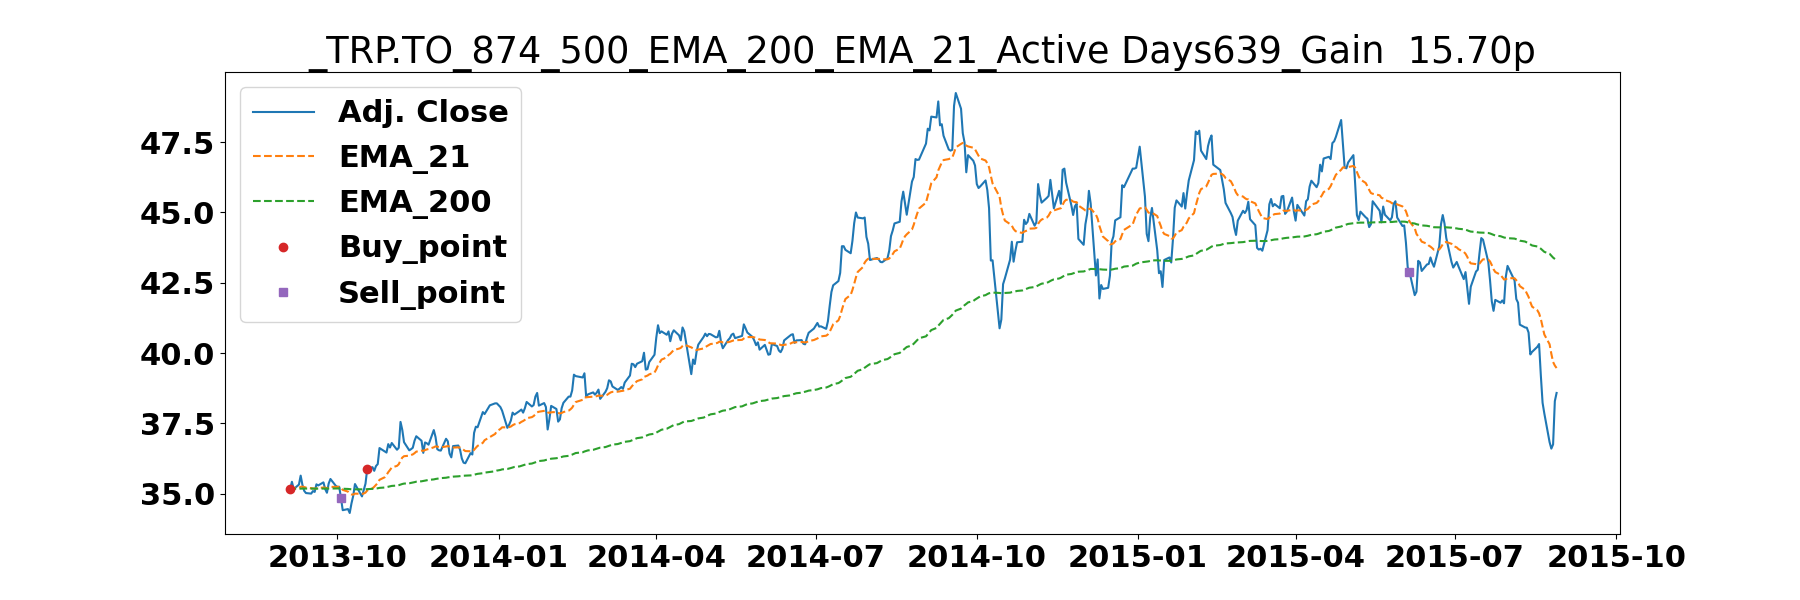 _TRP.TO_874_500_EMA_200_EMA_21_Active Days639_Gain  15.70p
Adj. Close
EMA_21
EMA_200
Buy_point
Sell_point
47.5
45.0
42.5
40.0
37.5
35.0
2013-10 2014-01 2014-04 2014-07 2014-10 2015-01 2015-04 2015-07 2015-10